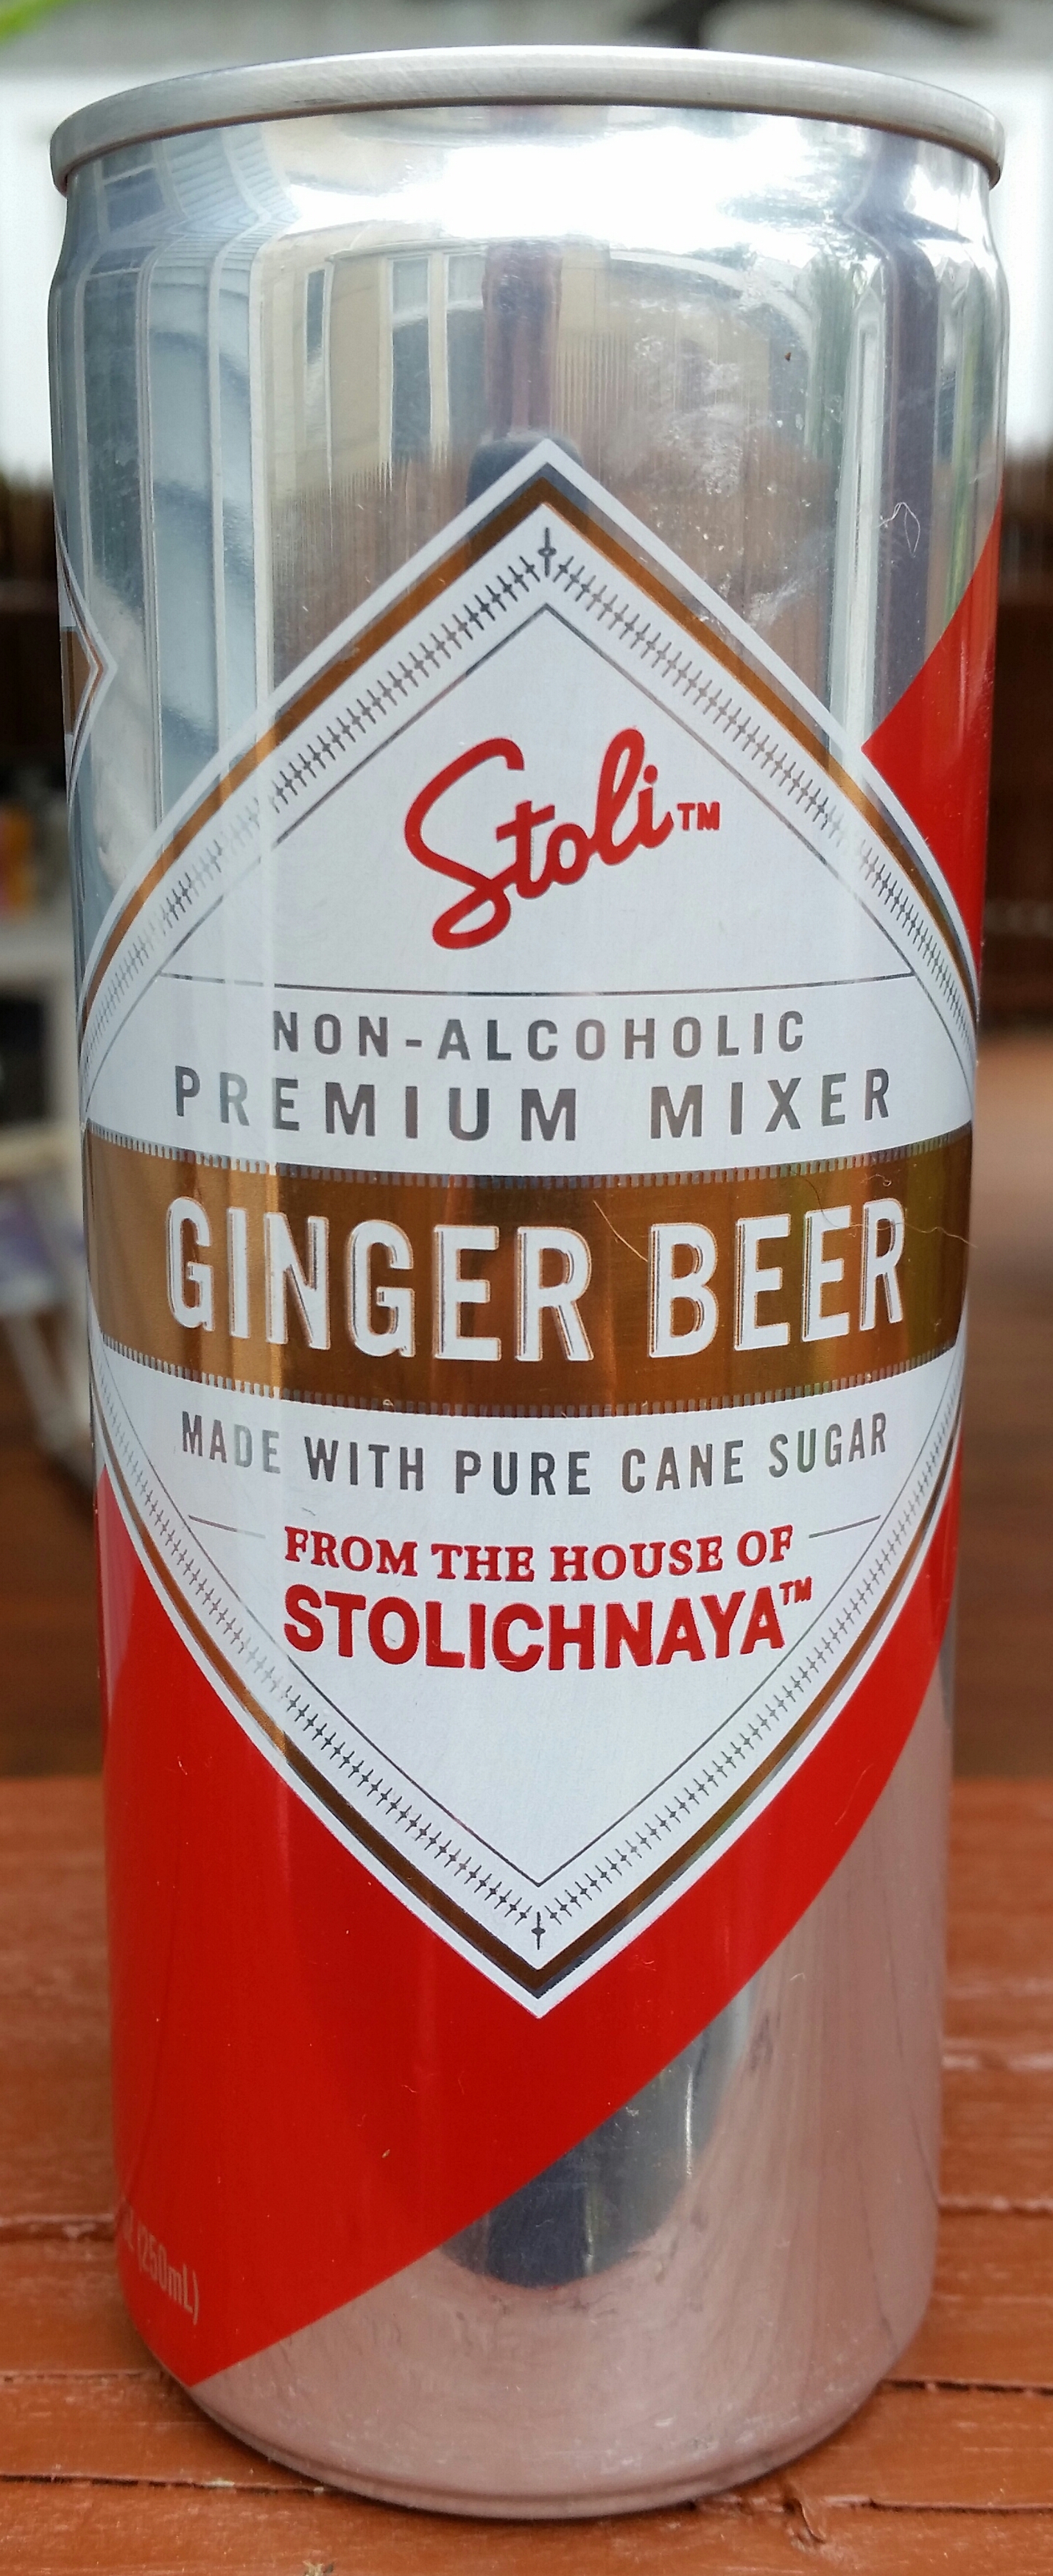 Stoli™
NON-ALCOHOLIC
PREMIUM MIXER
GINGER BEER
MADE WITH PURE CANE SUGAR
FROM THE HOUSE OF
STOLICHNAYA™
(250mL)